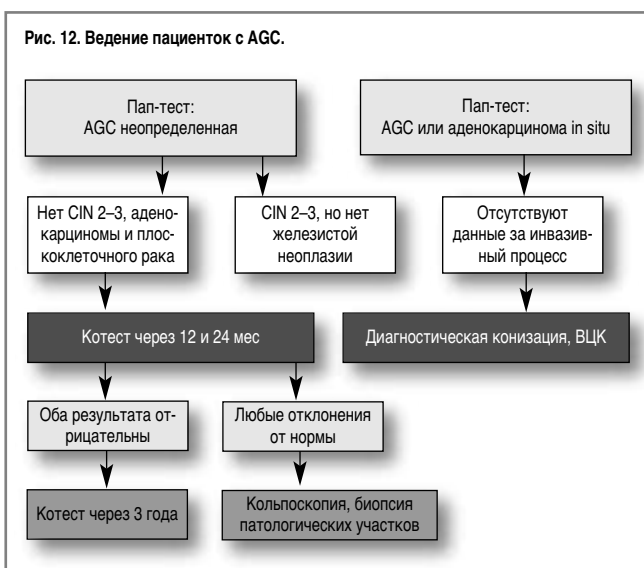 Рис. 12. Ведение пациенток с AGC.
Пап-тест:
AGC неопределенная
Пап-тест:
AGC или аденокарцинома in situ
Нет CIN 2–3, адено-
карциномы и плос-
коклеточного рака
CIN 2–3, но нет
железистой
неоплазии
Отсутствуют
данные за инвазив-
ный процесс
Котест через 12 и 24 мес
Диагностическая конизация, ВЦК
Оба результата от-
рицательны
Любые отклонения
от нормы
Котест через 3 года
Кольпоскопия, биопсия
патологических участков